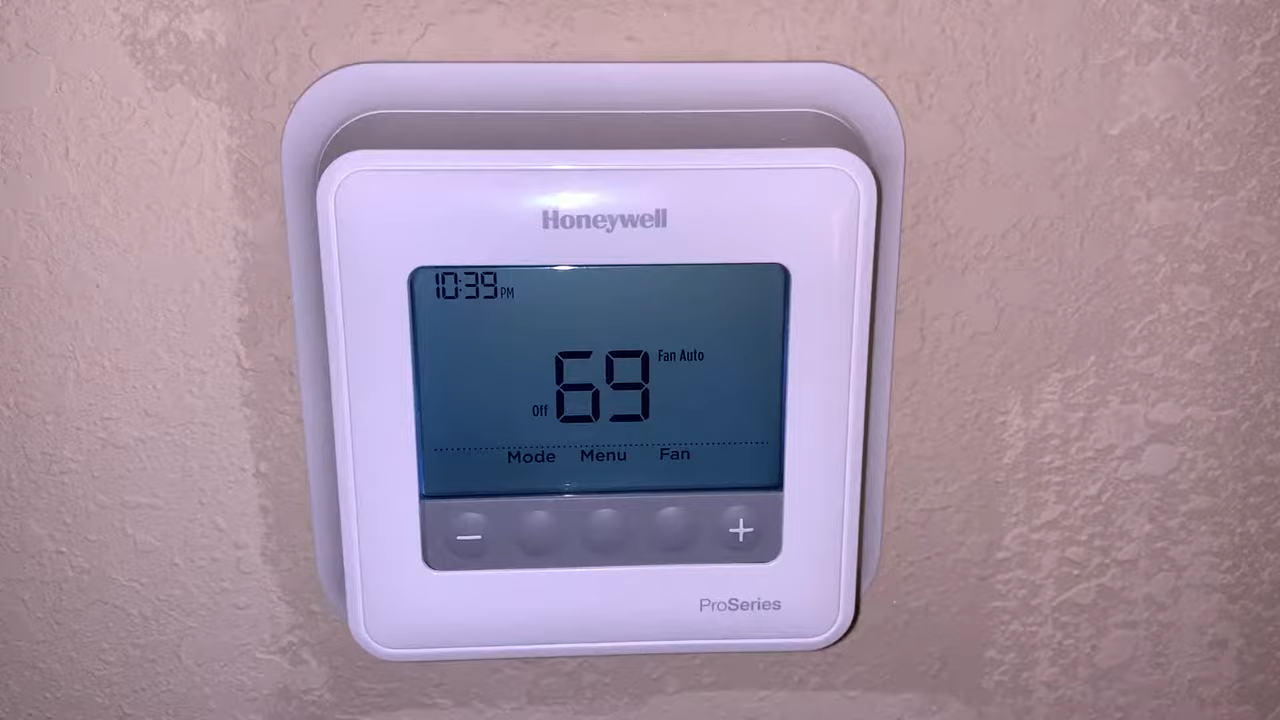 Honeywell
10:39 PM
Fan Auto
Off 69
Mode Menu Fan
− +
ProSeries